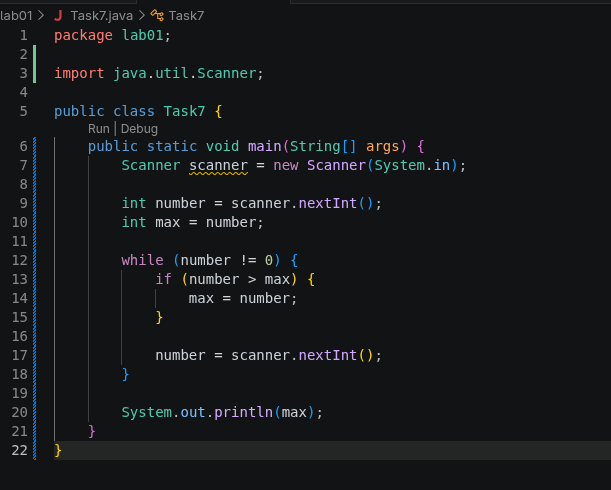 lab01 > Task7.java > Task7
1 package lab01;
2
3 import java.util.Scanner;
4
5 public class Task7 {
Run | Debug
6 public static void main(String[] args) {
7 Scanner scanner = new Scanner(System.in);
8
9 int number = scanner.nextInt();
10 int max = number;
11
12 while (number != 0) {
13 if (number > max) {
14 max = number;
15 }
16
17 number = scanner.nextInt();
18 }
19
20 System.out.println(max);
21 }
22 }